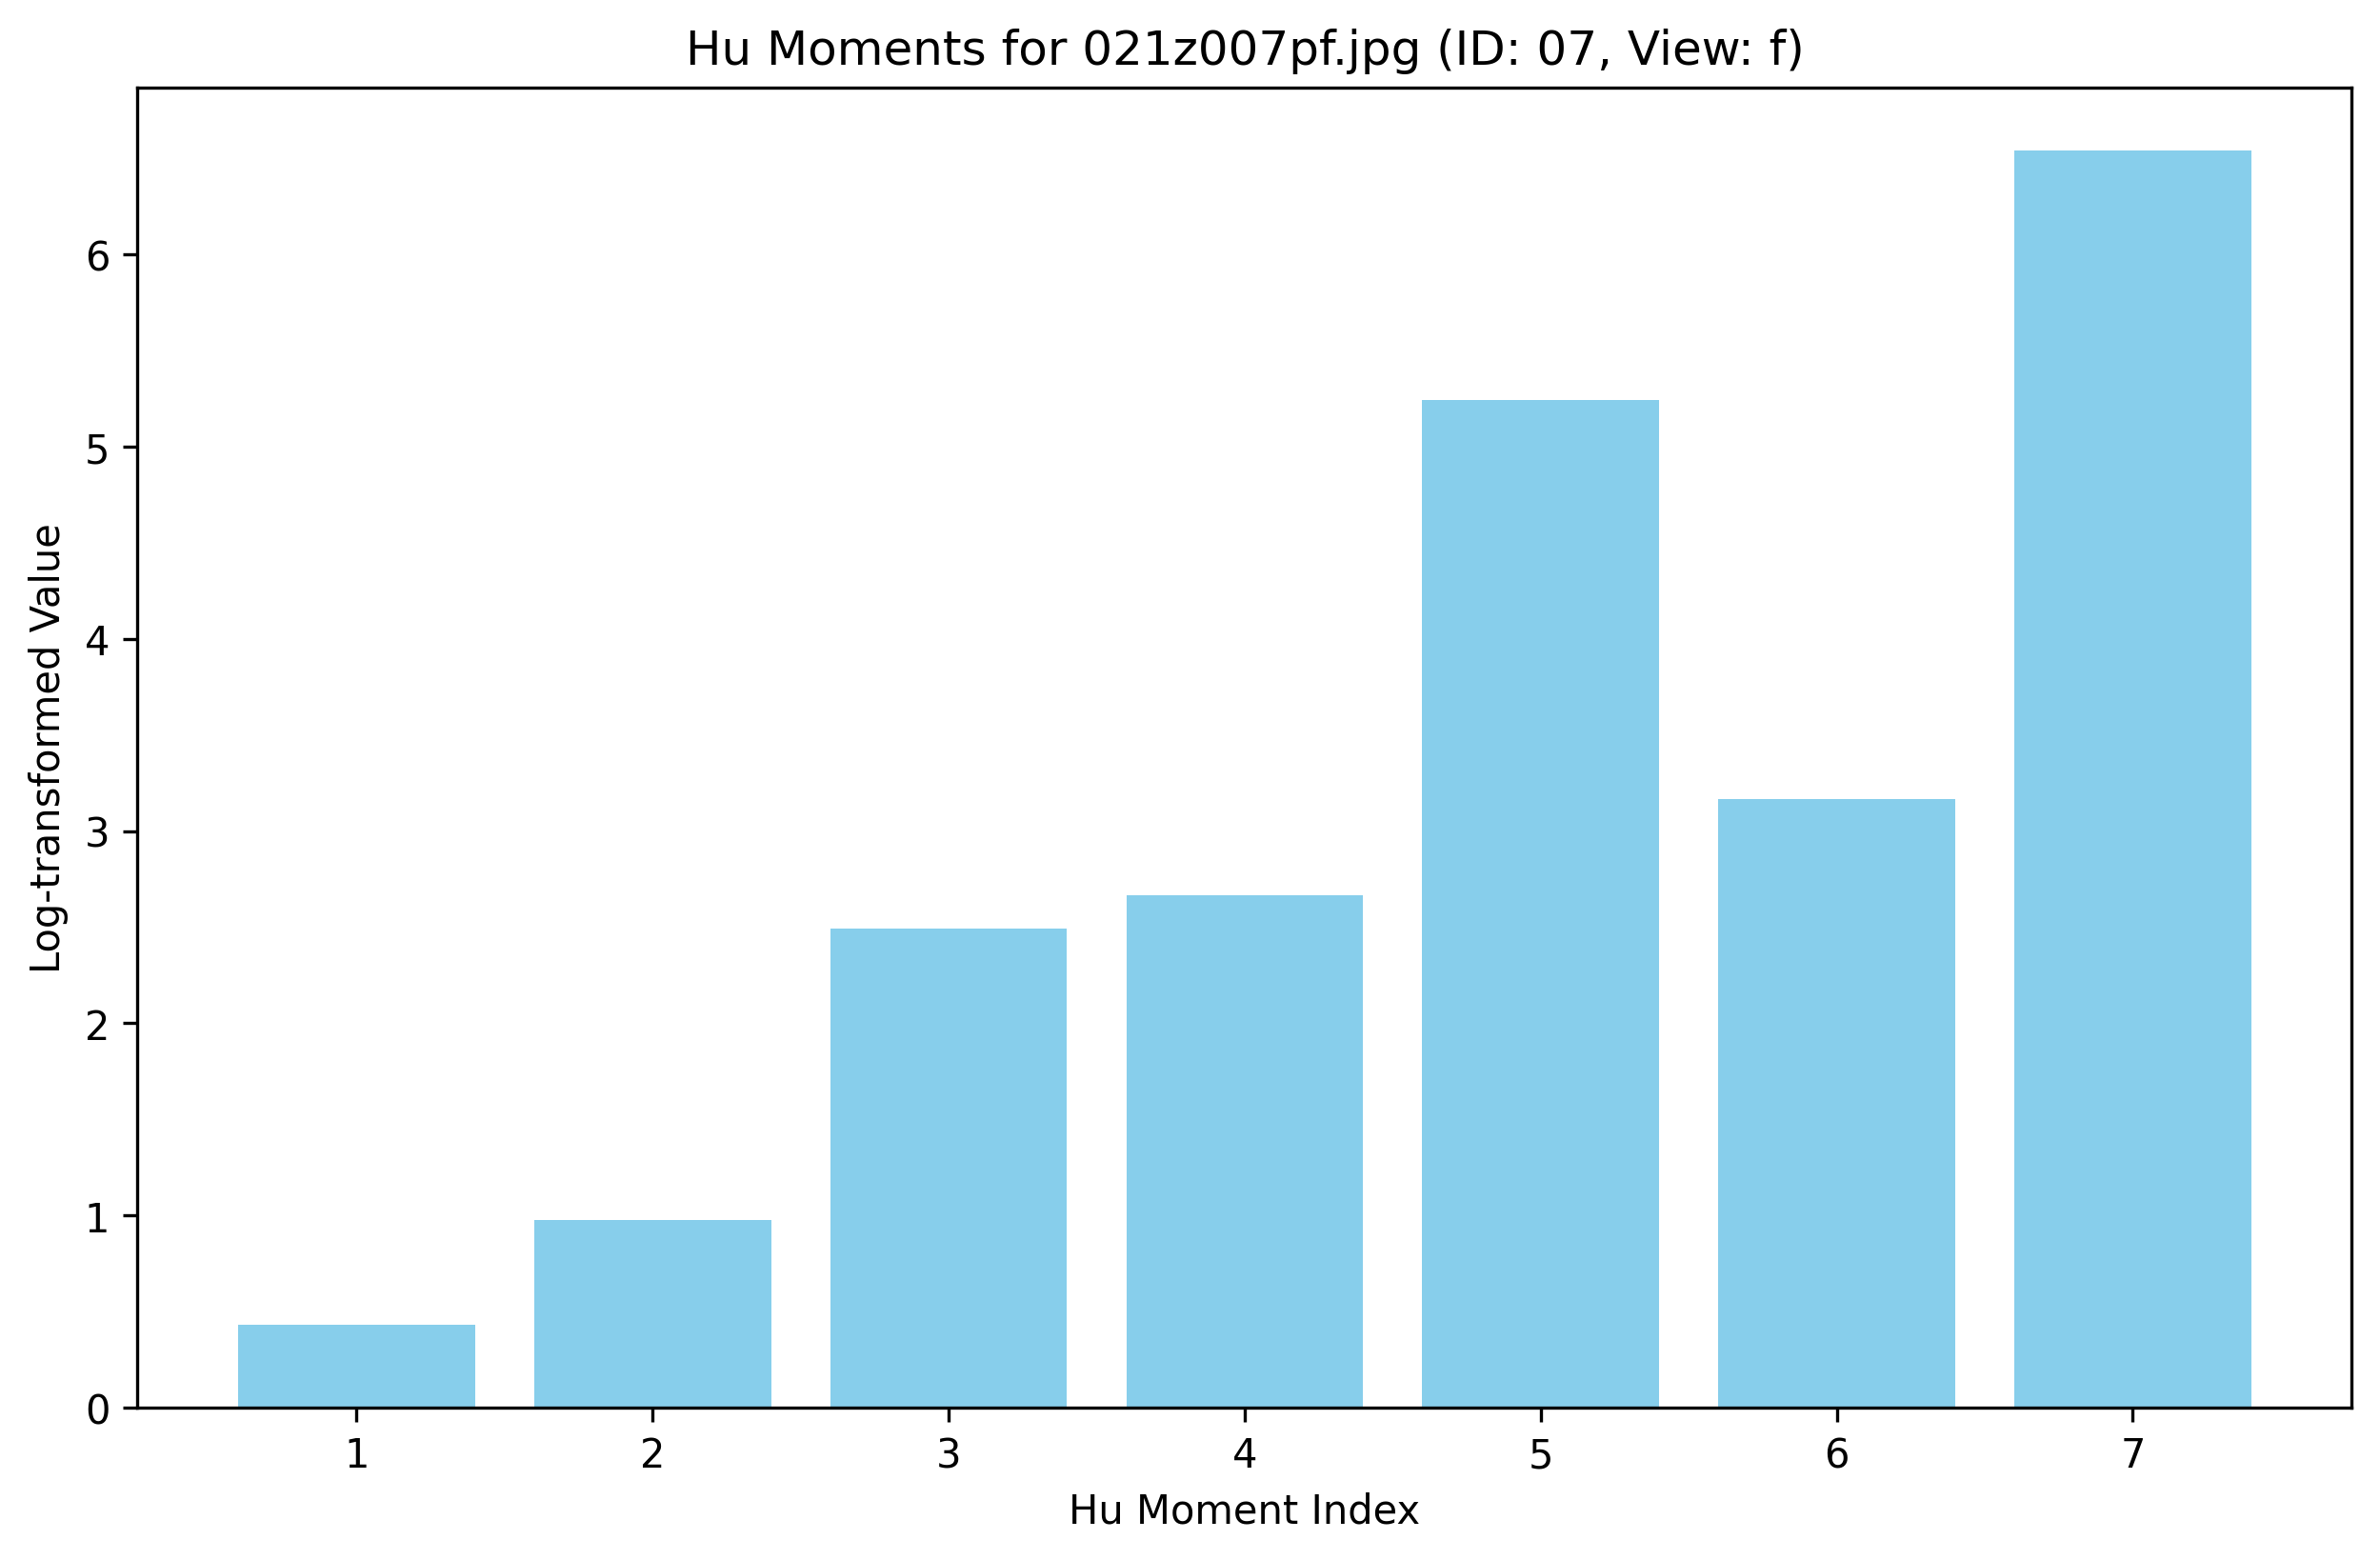 Hu Moments for 021z007pf.jpg (ID: 07, View: f)
Log-transformed Value
6
5
4
3
2
1
0
1 2 3 4 5 6 7
Hu Moment Index